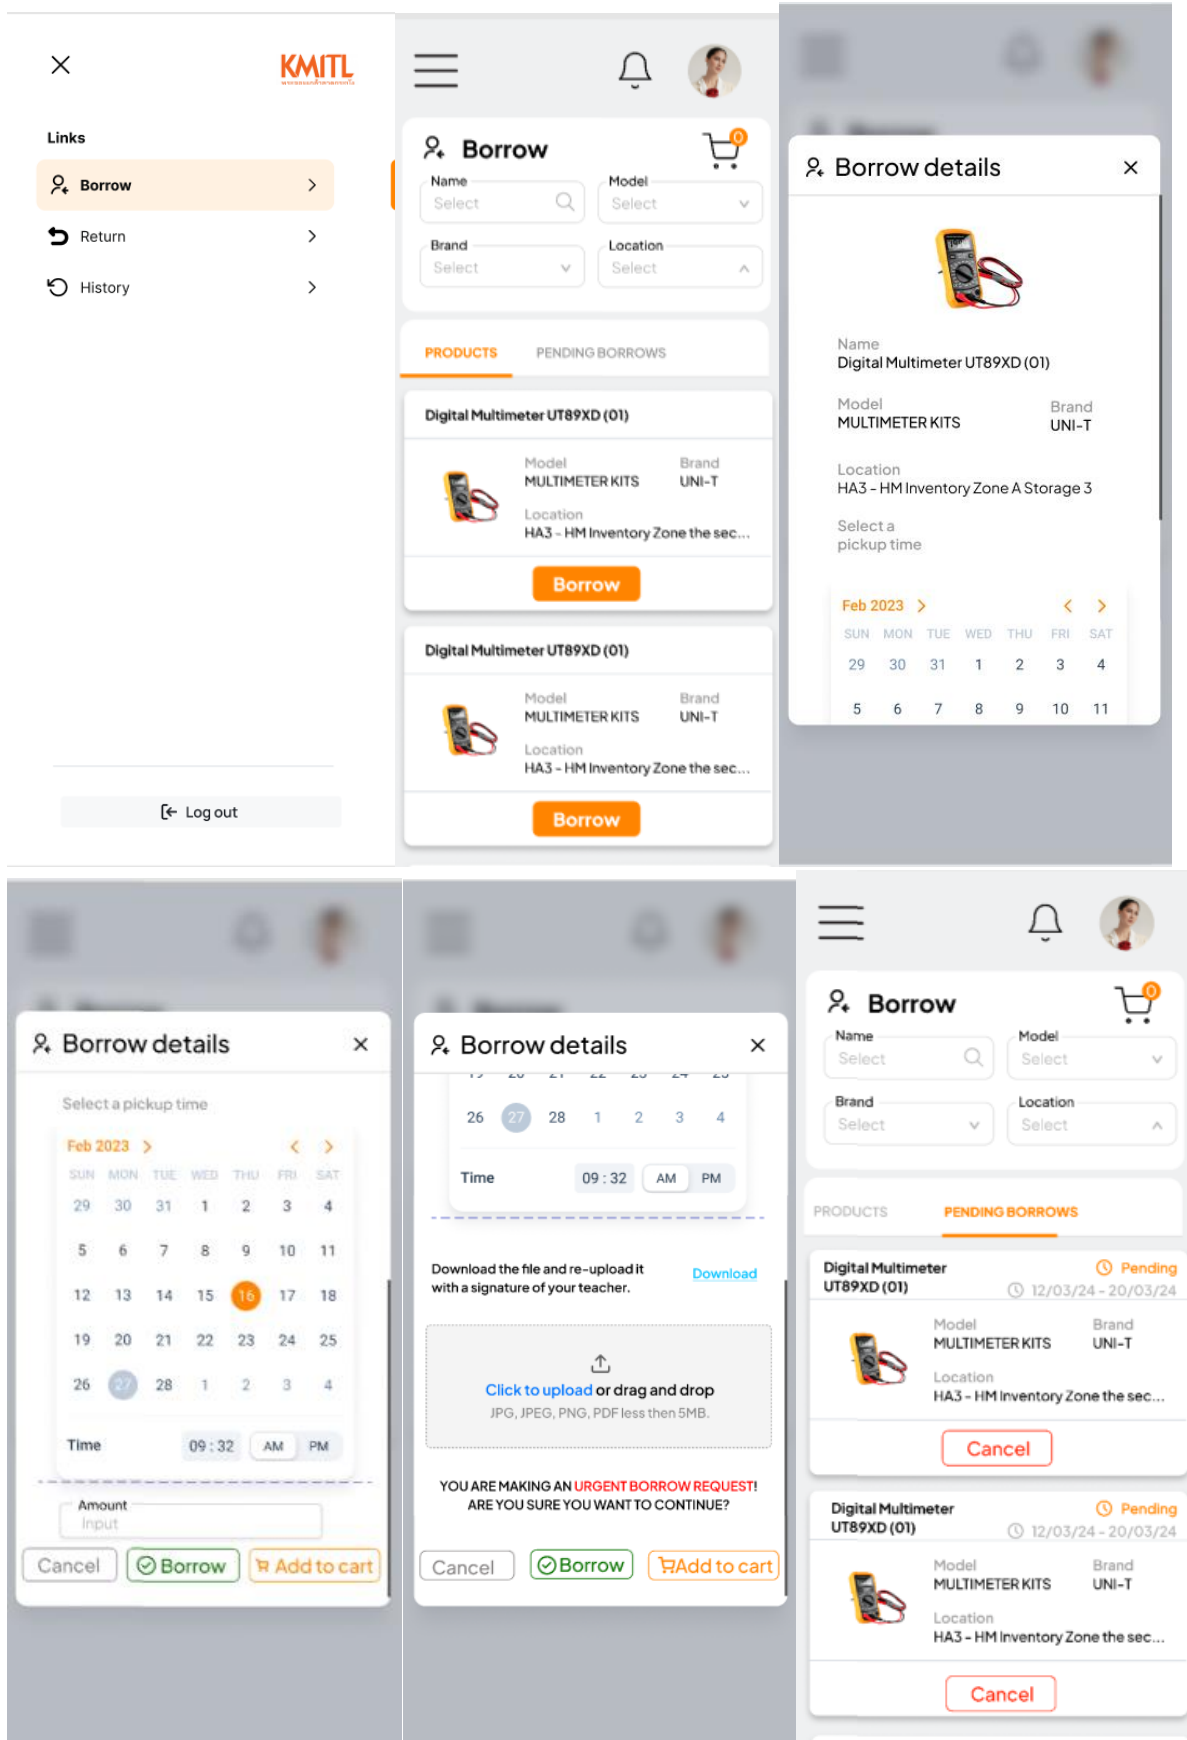 KMITL
Links
Borrow
Return
History
Log out
Borrow
0
Name
Select
Model
Select
Brand
Select
Location
Select
PRODUCTS
PENDING BORROWS
Digital Multimeter UT89XD (01)
Model
MULTIMETER KITS
Brand
UNI-T
Location
HA3 - HM Inventory Zone the sec...
Borrow
Digital Multimeter UT89XD (01)
Model
MULTIMETER KITS
Brand
UNI-T
Location
HA3 - HM Inventory Zone the sec...
Borrow
Borrow details
Name
Digital Multimeter UT89XD (01)
Model
MULTIMETER KITS
Brand
UNI-T
Location
HA3 - HM Inventory Zone A Storage 3
Select a
pickup time
Feb 2023
SUN MON TUE WED THU FRI SAT
29 30 31 1 2 3 4
5 6 7 8 9 10 11
Borrow details
Select a pickup time
Feb 2023
SUN MON TUE WED THU FRI SAT
29 30 31 1 2 3 4
5 6 7 8 9 10 11
12 13 14 15 16 17 18
19 20 21 22 23 24 25
26 27 28 1 2 3 4
Time 09 : 32 AM PM
Amount
Input
Cancel
Borrow
Add to cart
Borrow details
19 20 21 22 23 24 25
26 27 28 1 2 3 4
Time 09 : 32 AM PM
Download the file and re-upload it
with a signature of your teacher.
Download
Click to upload or drag and drop
JPG, JPEG, PNG, PDF less then 5MB.
YOU ARE MAKING AN URGENT BORROW REQUEST!
ARE YOU SURE YOU WANT TO CONTINUE?
Cancel
Borrow
Add to cart
Borrow
0
Name
Select
Model
Select
Brand
Select
Location
Select
PRODUCTS
PENDING BORROWS
Digital Multimeter
UT89XD (01)
Pending
12/03/24 - 20/03/24
Model
MULTIMETER KITS
Brand
UNI-T
Location
HA3 - HM Inventory Zone the sec...
Cancel
Digital Multimeter
UT89XD (01)
Pending
12/03/24 - 20/03/24
Model
MULTIMETER KITS
Brand
UNI-T
Location
HA3 - HM Inventory Zone the sec...
Cancel